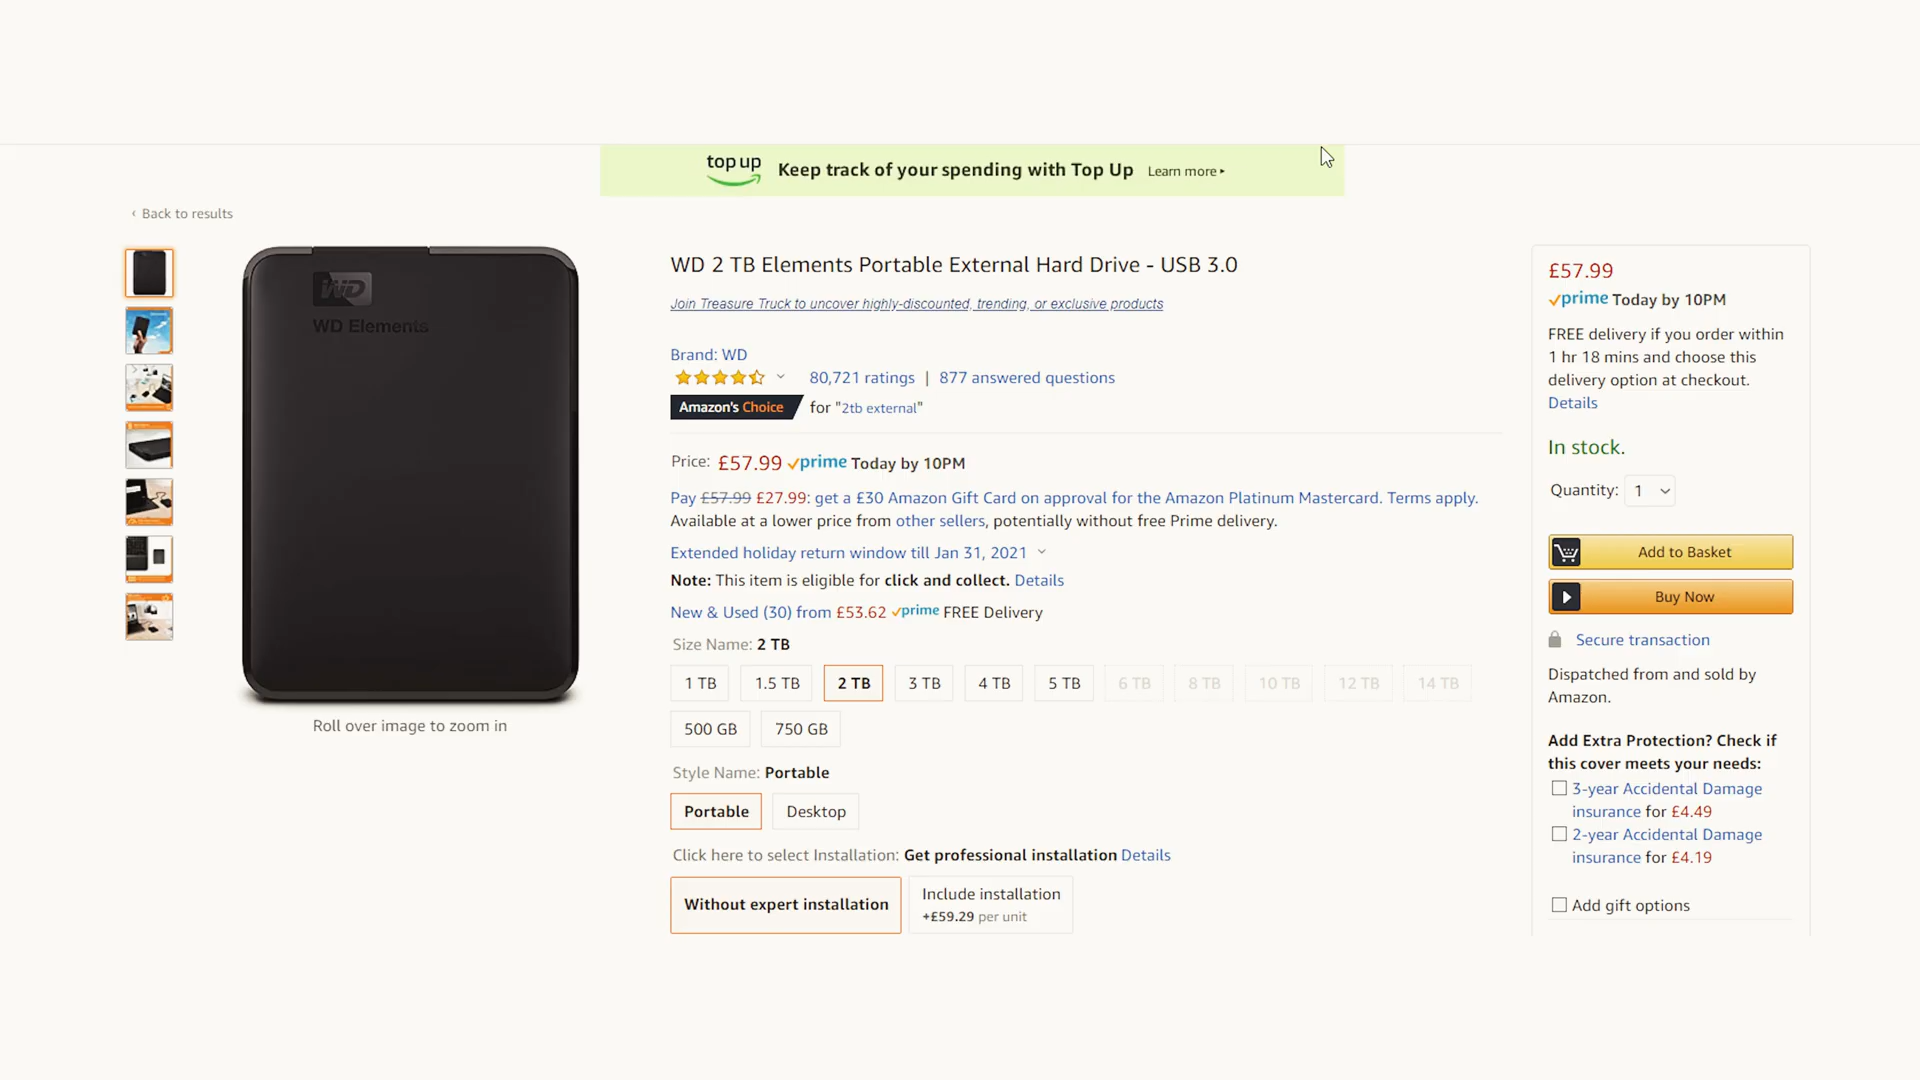 top up
Keep track of your spending with Top Up Learn more ▸
‹ Back to results
WD
WD Elements
Roll over image to zoom in
WD 2 TB Elements Portable External Hard Drive - USB 3.0
Join Treasure Truck to uncover highly-discounted, trending, or exclusive products
Brand: WD
80,721 ratings | 877 answered questions
Amazon's Choice for "2tb external"
Price: £57.99 prime Today by 10PM
Pay £57.99 £27.99: get a £30 Amazon Gift Card on approval for the Amazon Platinum Mastercard. Terms apply.
Available at a lower price from other sellers, potentially without free Prime delivery.
Extended holiday return window till Jan 31, 2021
Note: This item is eligible for click and collect. Details
New & Used (30) from £53.62 prime FREE Delivery
Size Name: 2 TB
1 TB 1.5 TB 2 TB 3 TB 4 TB 5 TB 6 TB 8 TB 10 TB 12 TB 14 TB
500 GB 750 GB
Style Name: Portable
Portable Desktop
Click here to select Installation: Get professional installation Details
Without expert installation
Include installation
+£59.29 per unit
£57.99
prime Today by 10PM
FREE delivery if you order within
1 hr 18 mins and choose this
delivery option at checkout.
Details
In stock.
Quantity: 1
Add to Basket
Buy Now
Secure transaction
Dispatched from and sold by
Amazon.
Add Extra Protection? Check if
this cover meets your needs:
3-year Accidental Damage
insurance for £4.49
2-year Accidental Damage
insurance for £4.19
Add gift options